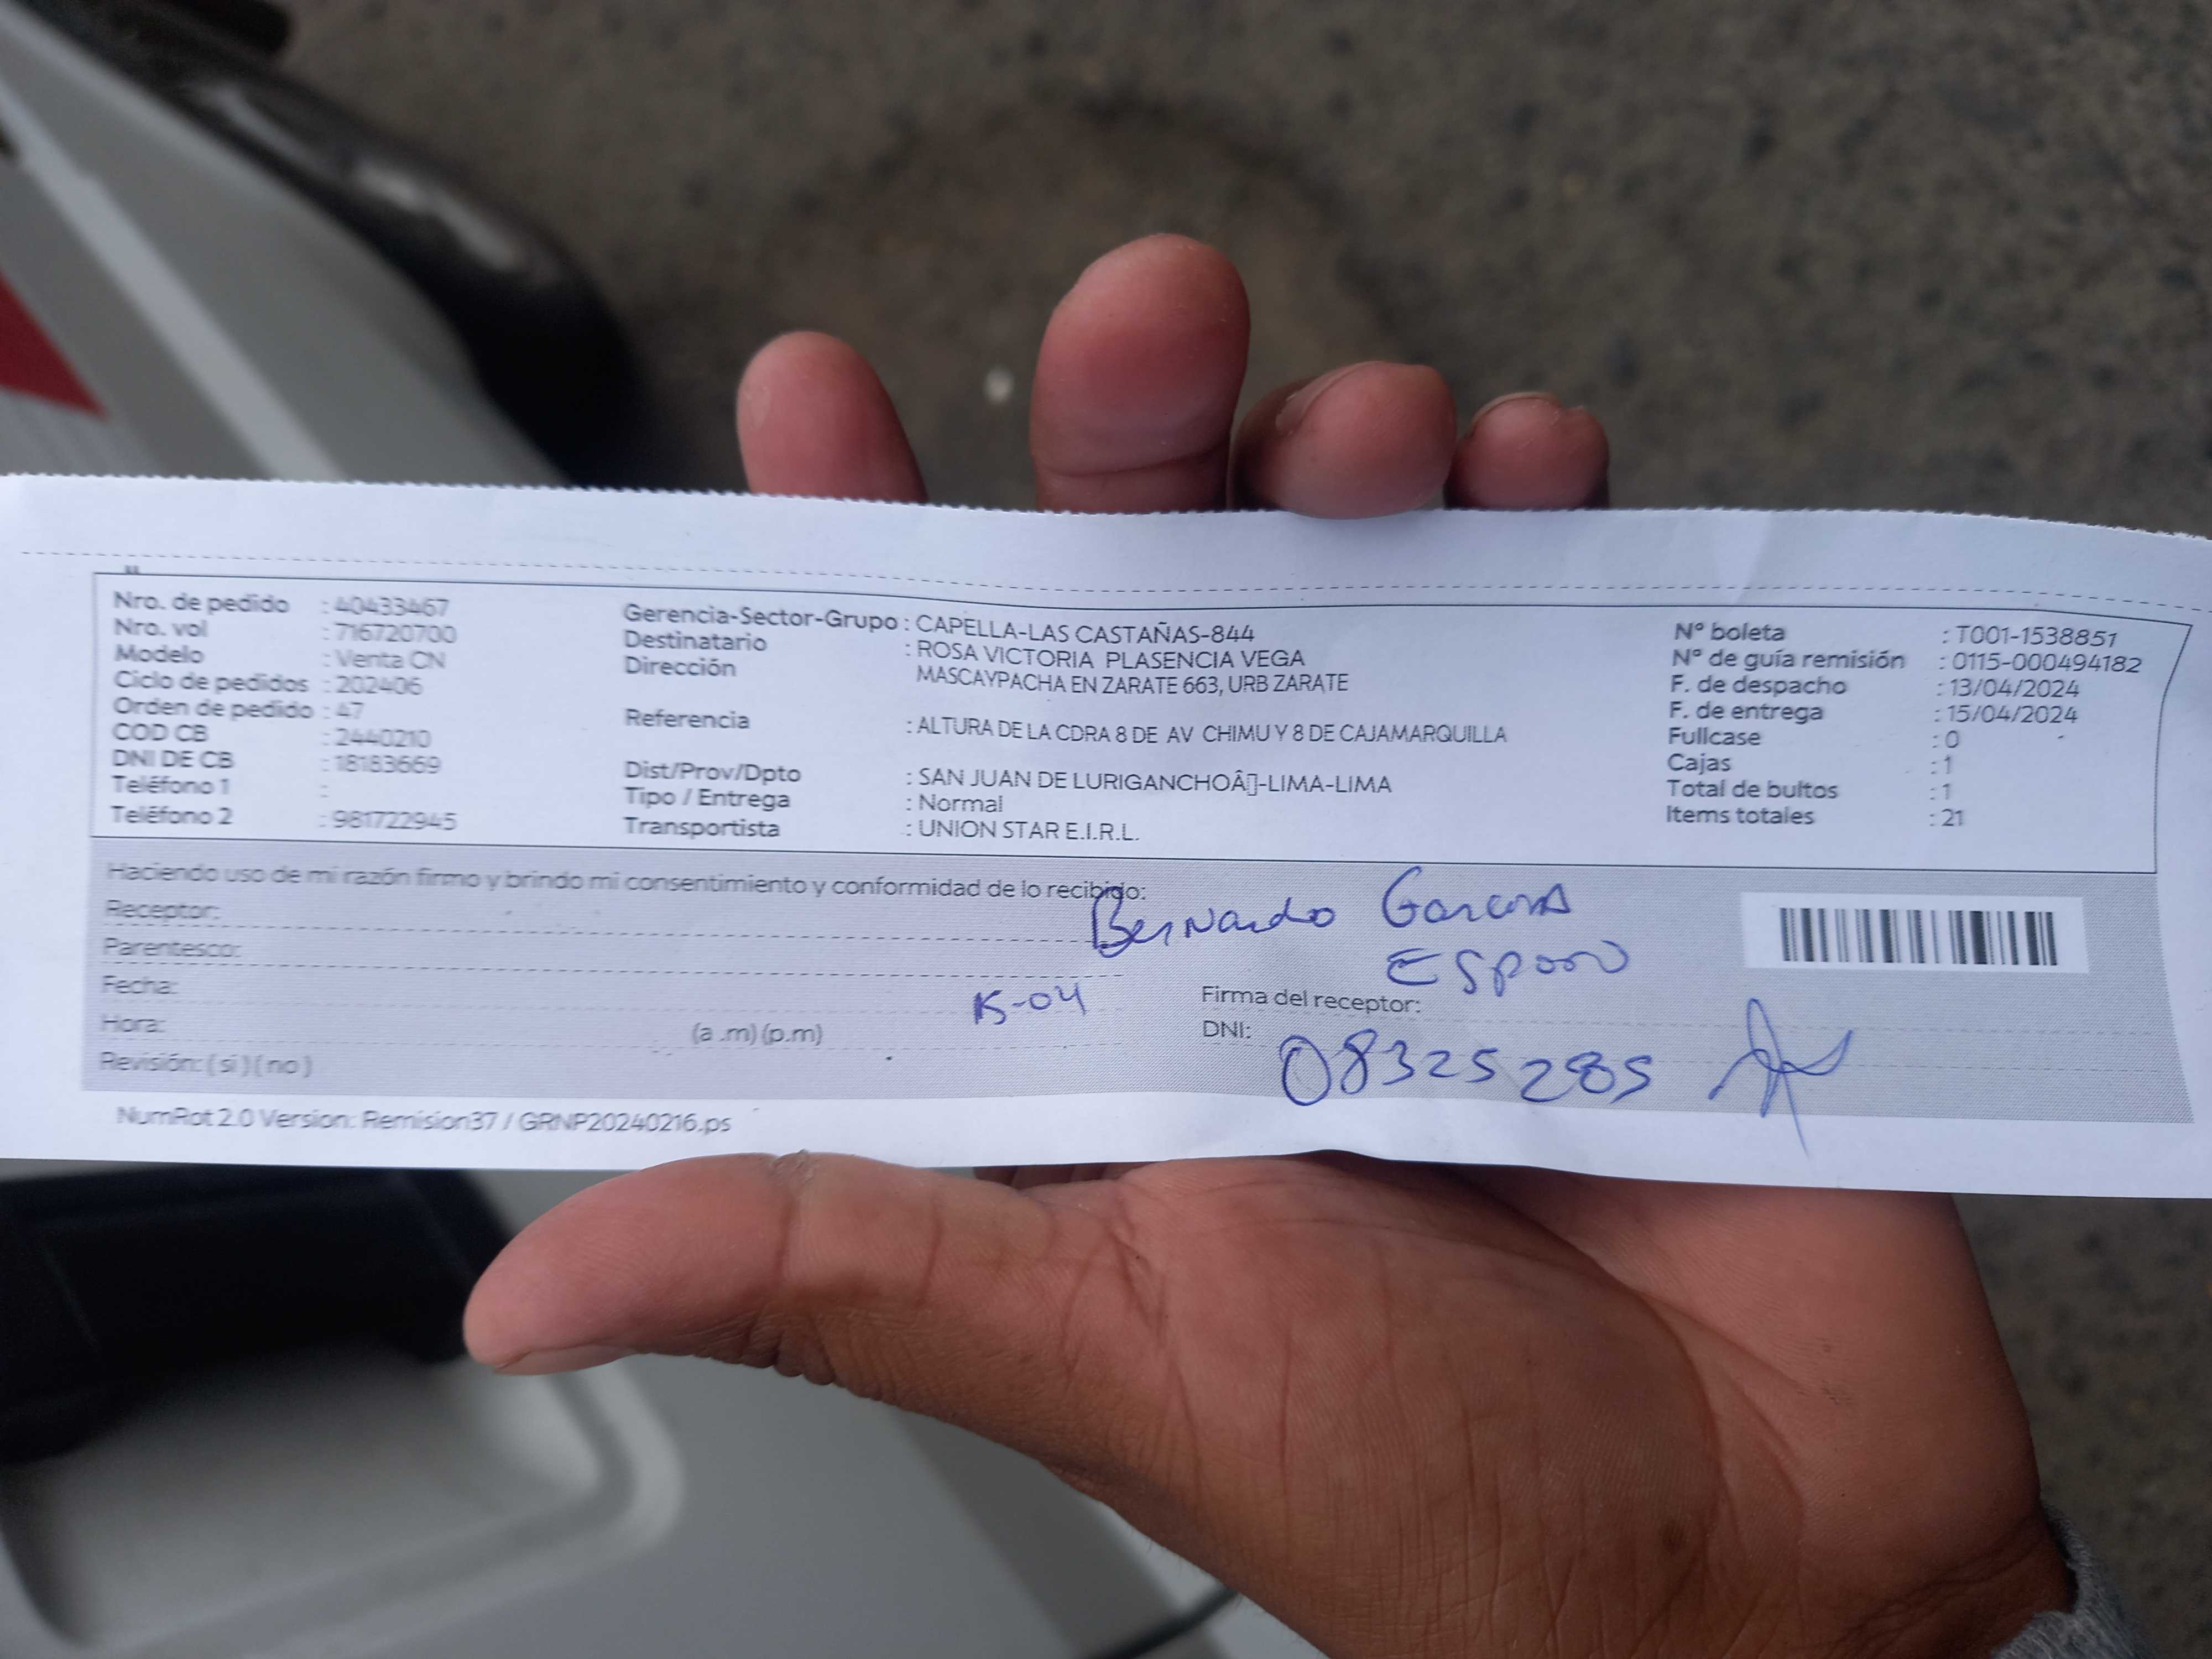 Nro. de pedido : 40433467
Nro. vol : 716720700
Modelo : Venta CN
Ciclo de pedidos : 202406
Orden de pedido : 47
COD CB : 2440210
DNI DE CB : 18183669
Teléfono 1 :
Teléfono 2 : 981722945
Gerencia-Sector-Grupo : CAPELLA-LAS CASTAÑAS-844
Destinatario : ROSA VICTORIA PLASENCIA VEGA
Dirección MASCAYPACHA EN ZARATE 663, URB ZARATE
Referencia : ALTURA DE LA CDRA 8 DE AV CHIMU Y 8 DE CAJAMARQUILLA
Dist/Prov/Dpto : SAN JUAN DE LURIGANCHOÂ▯-LIMA-LIMA
Tipo / Entrega : Normal
Transportista : UNION STAR E.I.R.L.
N° boleta : T001-1538851
N° de guía remisión : 0115-000494182
F. de despacho : 13/04/2024
F. de entrega : 15/04/2024
Fullcase : 0
Cajas : 1
Total de bultos : 1
Items totales : 21
Haciendo uso de mi razón firmo y brindo mi consentimiento y conformidad de lo recibido:
Receptor: Bernardo
Parentesco: Esposo
Fecha: 15-04
Hora: (a .m) (p.m)
Revisión: ( si ) ( no )
Firma del receptor:
DNI: 08325285
NumRot 2.0 Version: Remision37 / GRNP20240216.ps